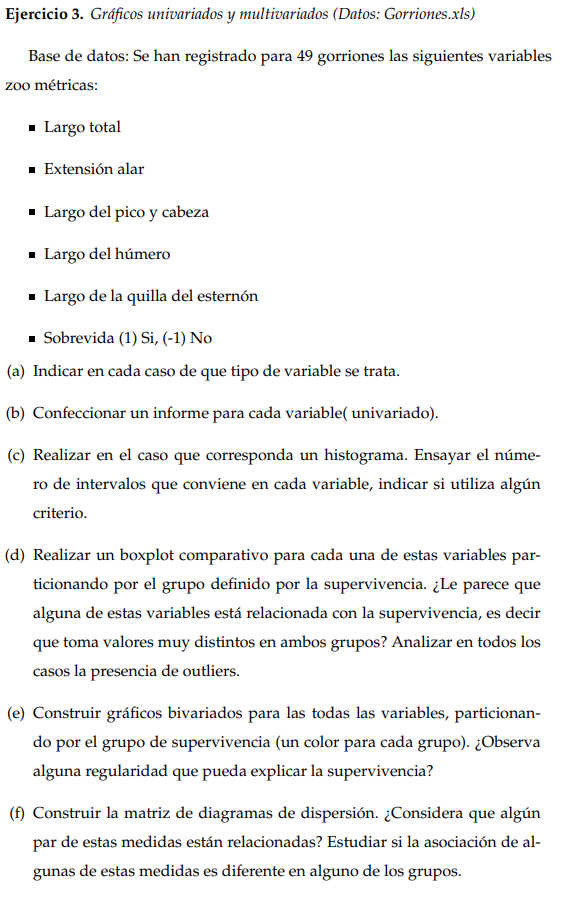 Ejercicio 3. Gráficos univariados y multivariados (Datos: Gorriones.xls)
Base de datos: Se han registrado para 49 gorriones las siguientes variables
zoo métricas:
▪ Largo total
▪ Extensión alar
▪ Largo del pico y cabeza
▪ Largo del húmero
▪ Largo de la quilla del esternón
▪ Sobrevida (1) Si, (-1) No
(a) Indicar en cada caso de que tipo de variable se trata.
(b) Confeccionar un informe para cada variable( univariado).
(c) Realizar en el caso que corresponda un histograma. Ensayar el núme-
ro de intervalos que conviene en cada variable, indicar si utiliza algún
criterio.
(d) Realizar un boxplot comparativo para cada una de estas variables par-
ticionando por el grupo definido por la supervivencia. ¿Le parece que
alguna de estas variables está relacionada con la supervivencia, es decir
que toma valores muy distintos en ambos grupos? Analizar en todos los
casos la presencia de outliers.
(e) Construir gráficos bivariados para las todas las variables, particionan-
do por el grupo de supervivencia (un color para cada grupo). ¿Observa
alguna regularidad que pueda explicar la supervivencia?
(f) Construir la matriz de diagramas de dispersión. ¿Considera que algún
par de estas medidas están relacionadas? Estudiar si la asociación de al-
gunas de estas medidas es diferente en alguno de los grupos.